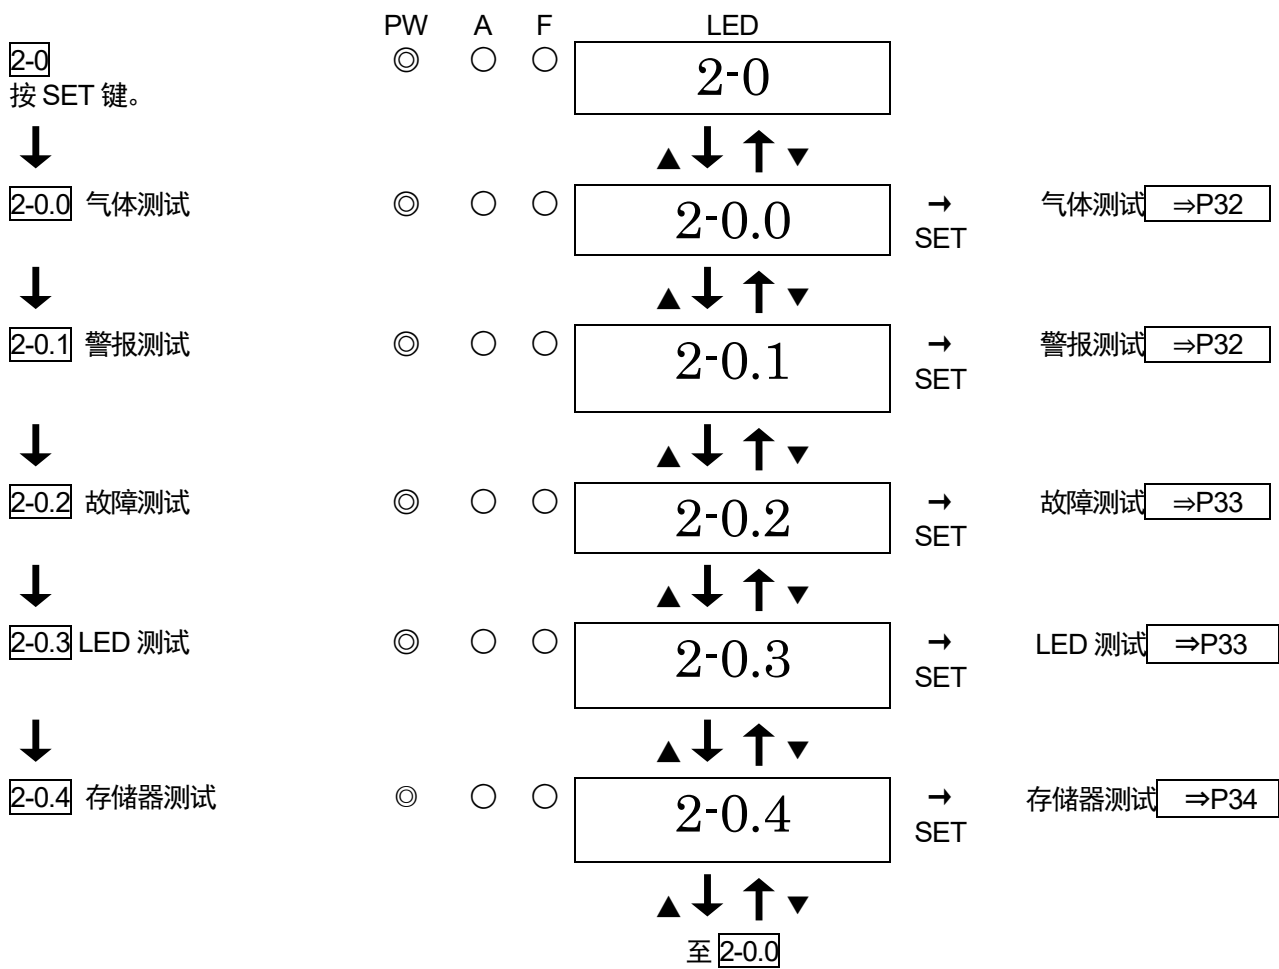 PW A F LED
2-0 ◎ ○ ○ 2-0
按 SET 键。
↓ ▲ ↓ ↑ ▼
2-0.0 气体测试 ◎ ○ ○ 2-0.0 → 气体测试 ⇒P32
SET
↓ ▲ ↓ ↑ ▼
2-0.1 警报测试 ◎ ○ ○ 2-0.1 → 警报测试 ⇒P32
SET
↓ ▲ ↓ ↑ ▼
2-0.2 故障测试 ◎ ○ ○ 2-0.2 → 故障测试 ⇒P33
SET
↓ ▲ ↓ ↑ ▼
2-0.3 LED 测试 ◎ ○ ○ 2-0.3 → LED 测试 ⇒P33
SET
↓ ▲ ↓ ↑ ▼
2-0.4 存储器测试 ◎ ○ ○ 2-0.4 → 存储器测试 ⇒P34
SET
▲ ↓ ↑ ▼
至 2-0.0